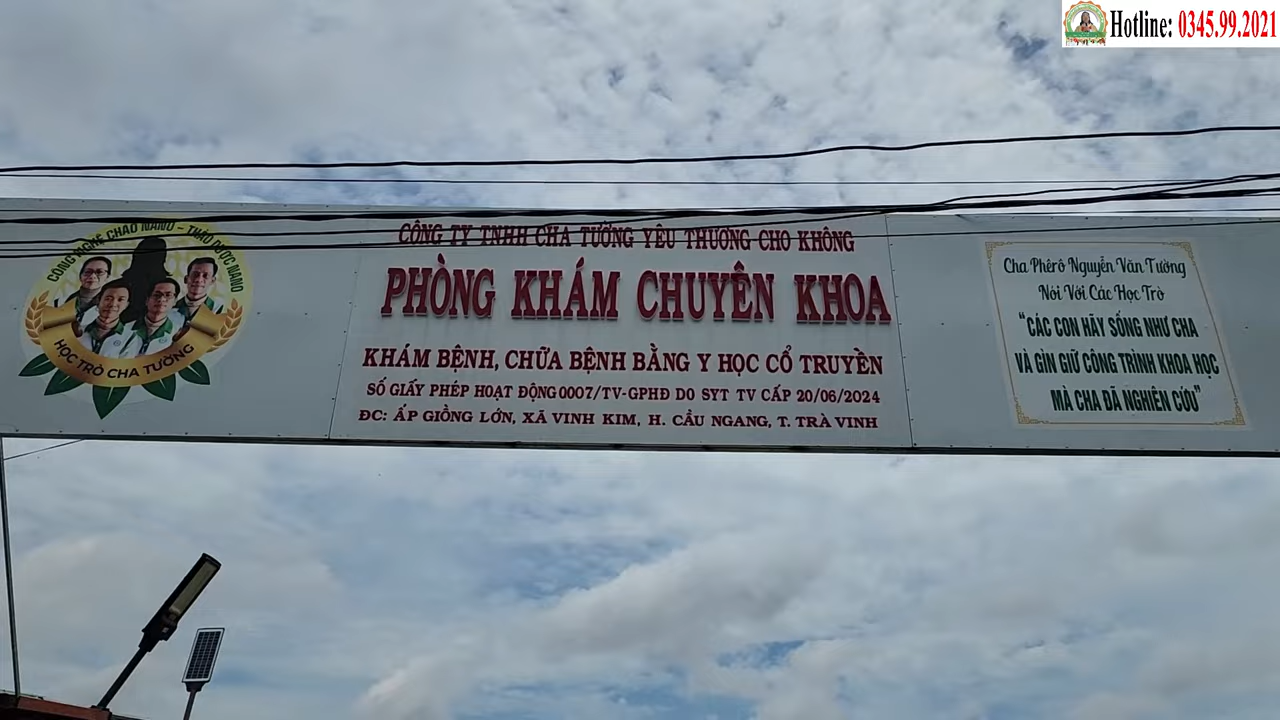 Hotline: 0345.99.2021
CÔNG NGHỆ CHAO NANO - THẢO DƯỢC NANO
HỌC TRÒ CHA TƯỜNG
CÔNG TY TNHH CHA TƯỜNG YÊU THƯƠNG CHO KHÔNG
PHÒNG KHÁM CHUYÊN KHOA
KHÁM BỆNH, CHỮA BỆNH BẰNG Y HỌC CỔ TRUYỀN
SỐ GIẤY PHÉP HOẠT ĐỘNG 0007/TV-GPHĐ DO SYT TV CẤP 20/06/2024
ĐC: ẤP GIỒNG LỚN, XÃ VINH KIM, H. CẦU NGANG, T. TRÀ VINH
Cha Phêrô Nguyễn Văn Tường
Nói Với Các Học Trò
"CÁC CON HÃY SỐNG NHƯ CHA
VÀ GÌN GIỮ CÔNG TRÌNH KHOA HỌC
MÀ CHA ĐÃ NGHIÊN CỨU"